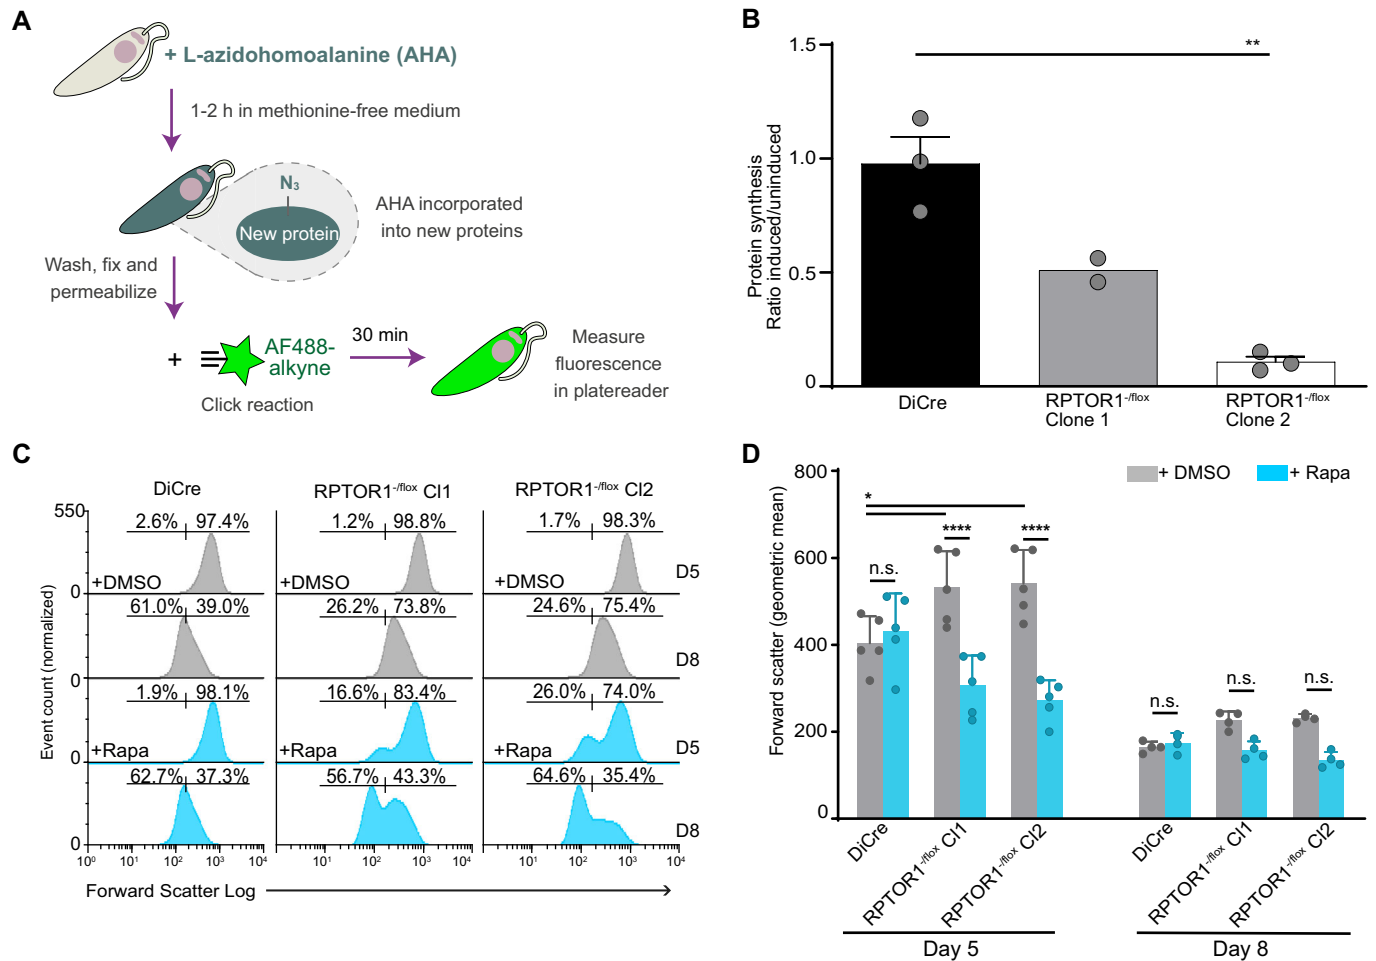 A
+ L-azidohomoalanine (AHA)
1-2 h in methionine-free medium
N3
New protein
AHA incorporated
into new proteins
Wash, fix and
permeabilize
+
AF488-
alkyne
Click reaction
30 min
Measure
fluorescence
in platereader
B
Protein synthesis
Ratio induced/uninduced
1.5
1.0
0.5
0
**
DiCre
RPTOR1-/flox
Clone 1
RPTOR1-/flox
Clone 2
C
DiCre
RPTOR1-/flox Cl1
RPTOR1-/flox Cl2
Event count (normalized)
550
2.6% 97.4%
1.2% 98.8%
1.7% 98.3%
+DMSO
+DMSO
+DMSO
D5
0
61.0% 39.0%
26.2% 73.8%
24.6% 75.4%
D8
0
1.9% 98.1%
16.6% 83.4%
26.0% 74.0%
+Rapa
+Rapa
+Rapa
D5
0
62.7% 37.3%
56.7% 43.3%
64.6% 35.4%
D8
0
10⁰ 10¹ 10² 10³ 10⁴
10¹ 10² 10³ 10⁴
10¹ 10² 10³ 10⁴
Forward Scatter Log
D
Forward scatter (geometric mean)
800
600
400
200
0
+ DMSO
+ Rapa
*
n.s.
****
****
n.s.
n.s.
n.s.
DiCre
RPTOR1-/flox Cl1
RPTOR1-/flox Cl2
DiCre
RPTOR1-/flox Cl1
RPTOR1-/flox Cl2
Day 5
Day 8